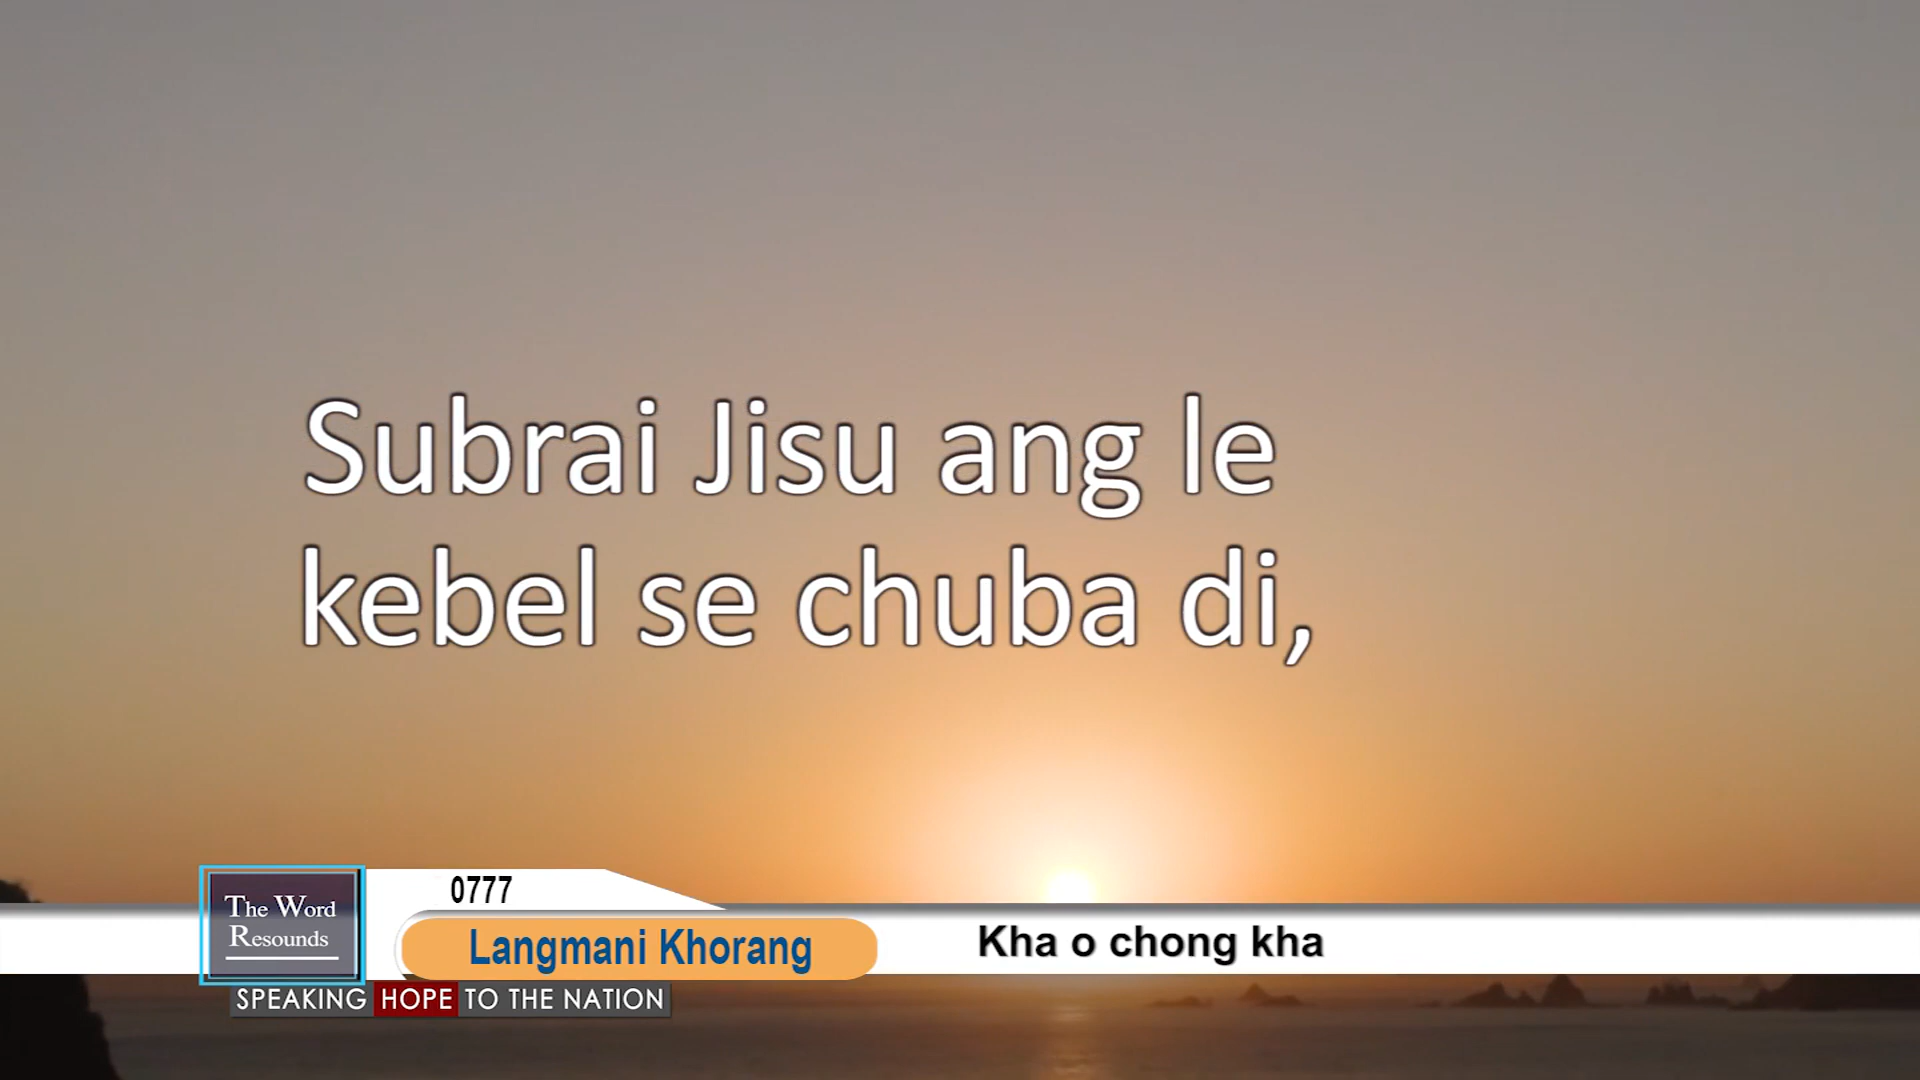 Subrai Jisu ang le
kebel se chuba di,
0777
The Word
Resounds
Langmani Khorang
Kha o chong kha
SPEAKING HOPE TO THE NATION